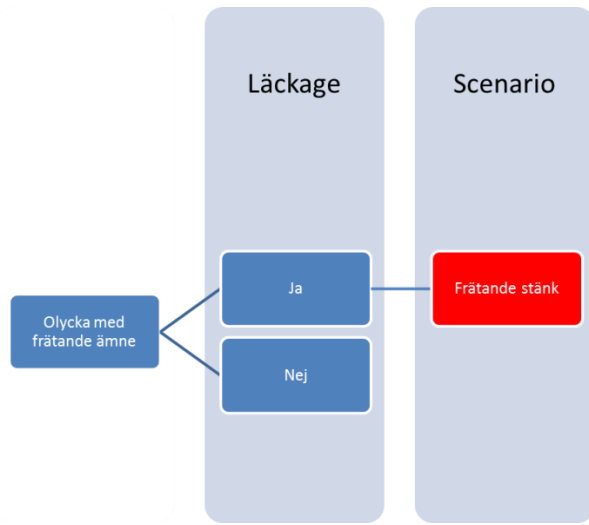 Läckage
Scenario
Olycka med
frätande ämne
Ja
Frätande stänk
Nej